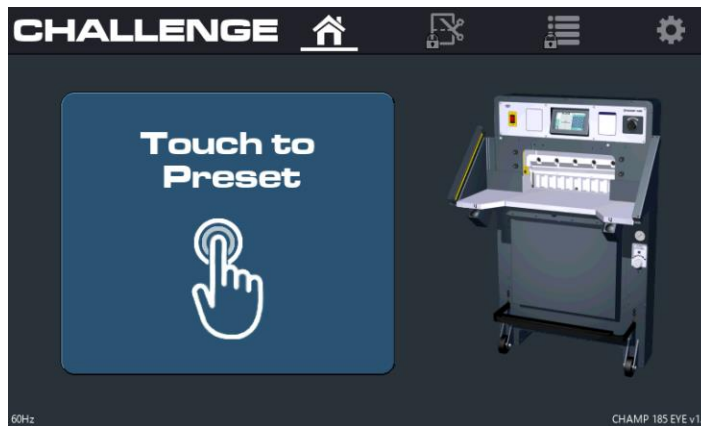 CHALLENGE
Touch to
Preset
60Hz
CHAMP 185 EYE v1